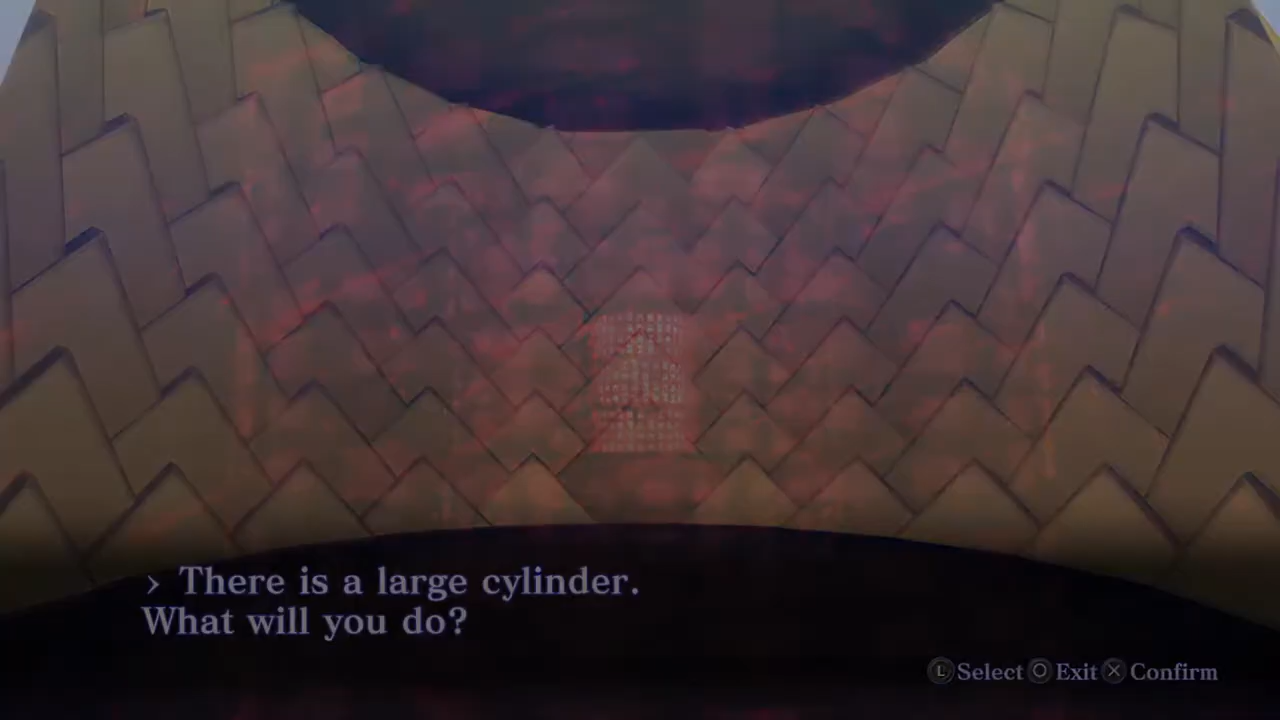 › There is a large cylinder.
What will you do?
L Select O Exit X Confirm